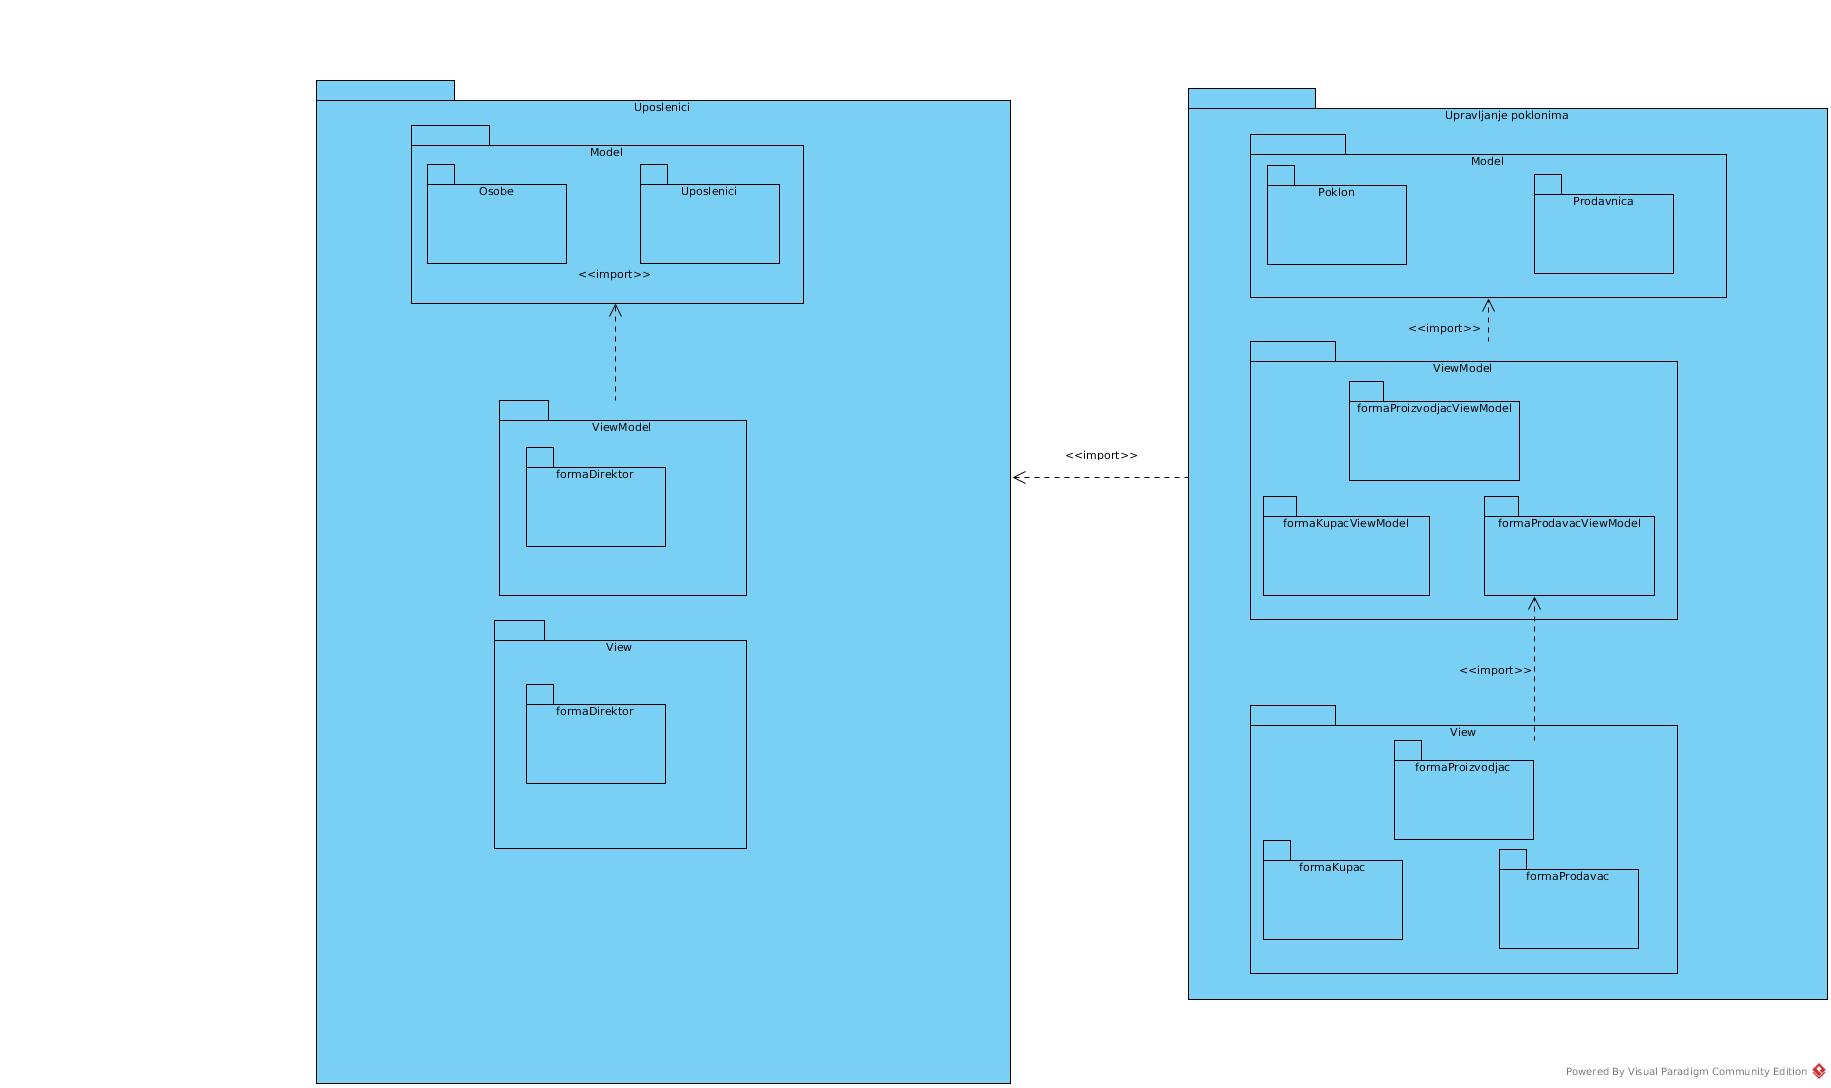 Uposlenici
Model
Osobe
Uposlenici
<<import>>
ViewModel
formaDirektor
View
formaDirektor
<<import>>
Upravljanje poklonima
Model
Poklon
Prodavnica
<<import>>
ViewModel
formaProizvodjacViewModel
formaKupacViewModel
formaProdavacViewModel
<<import>>
View
formaProizvodjac
formaKupac
formaProdavac
Powered By Visual Paradigm Community Edition